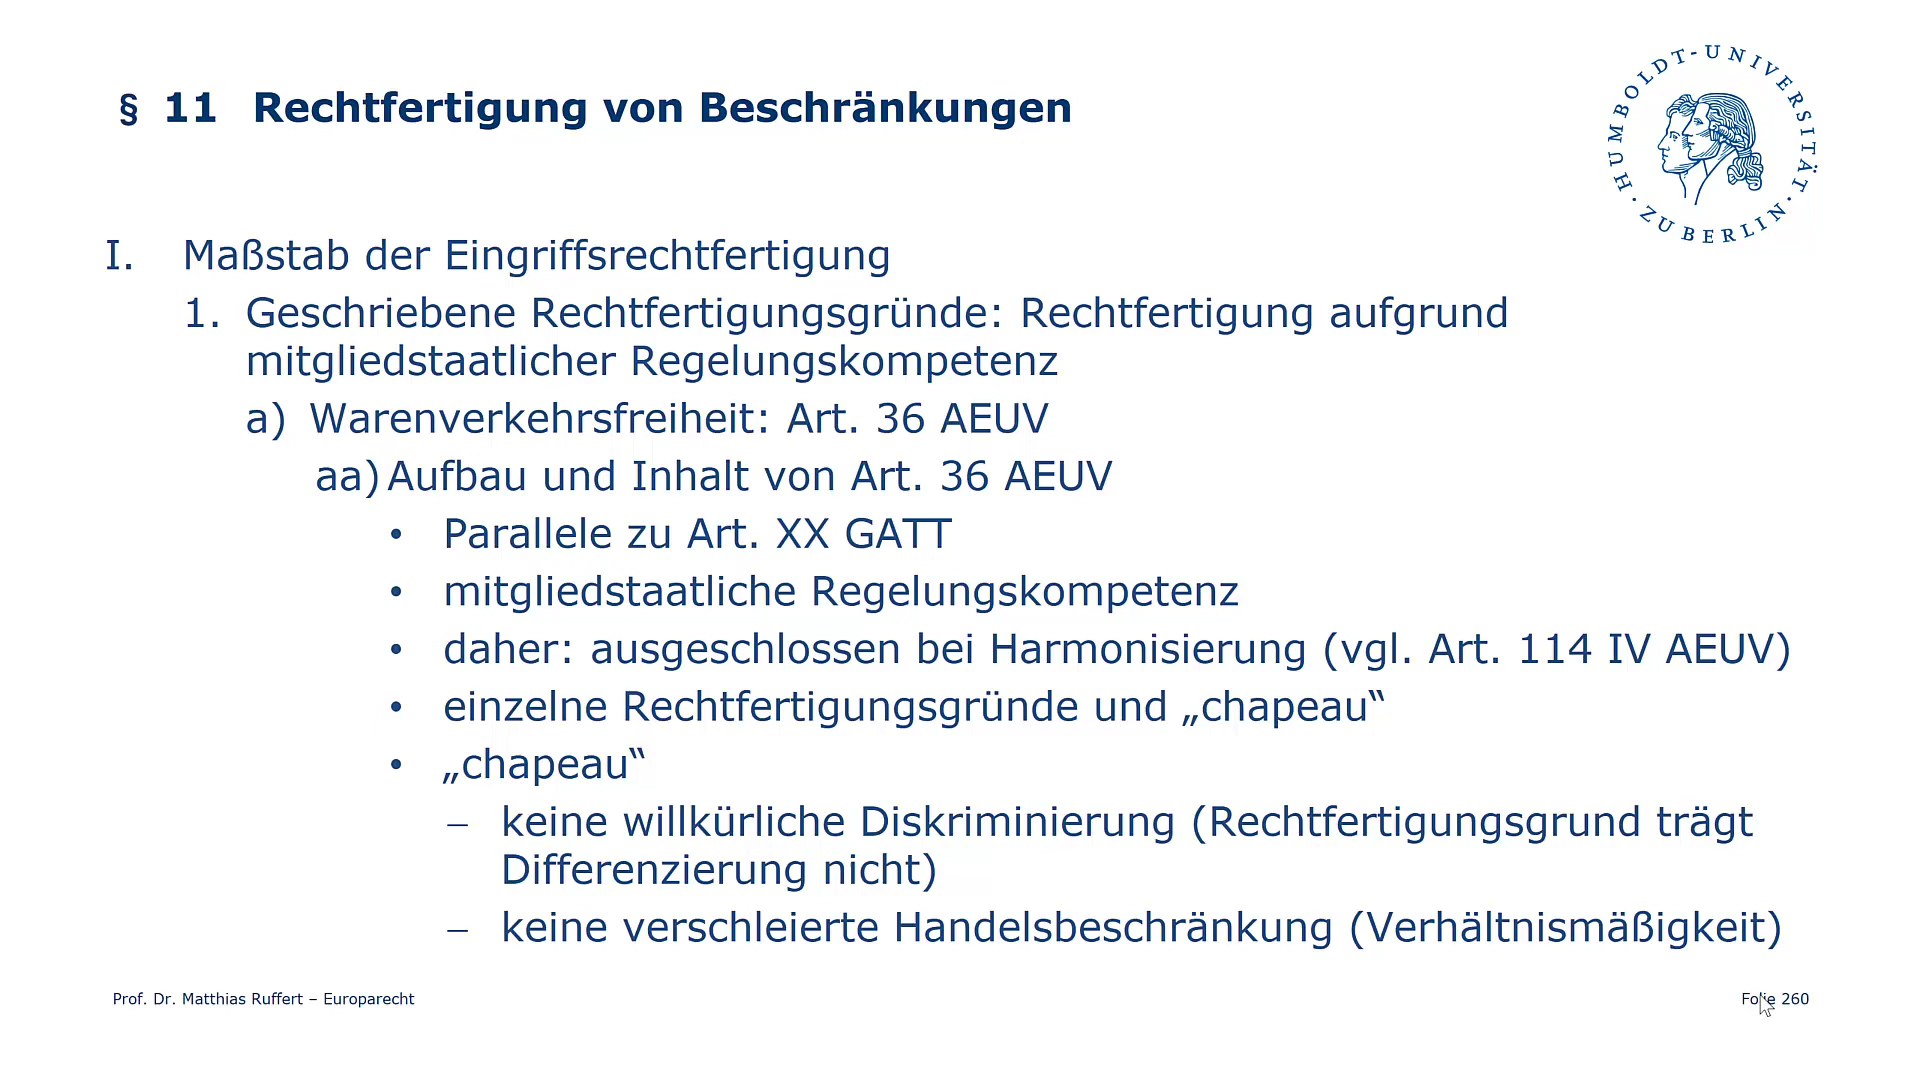 § 11 Rechtfertigung von Beschränkungen
HUMBOLDT-UNIVERSITÄT · ZU BERLIN ·
I. Maßstab der Eingriffsrechtfertigung
1. Geschriebene Rechtfertigungsgründe: Rechtfertigung aufgrund
mitgliedstaatlicher Regelungskompetenz
a) Warenverkehrsfreiheit: Art. 36 AEUV
aa) Aufbau und Inhalt von Art. 36 AEUV
• Parallele zu Art. XX GATT
• mitgliedstaatliche Regelungskompetenz
• daher: ausgeschlossen bei Harmonisierung (vgl. Art. 114 IV AEUV)
• einzelne Rechtfertigungsgründe und „chapeau“
• „chapeau“
– keine willkürliche Diskriminierung (Rechtfertigungsgrund trägt
Differenzierung nicht)
– keine verschleierte Handelsbeschränkung (Verhältnismäßigkeit)
Prof. Dr. Matthias Ruffert – Europarecht
Folie 260